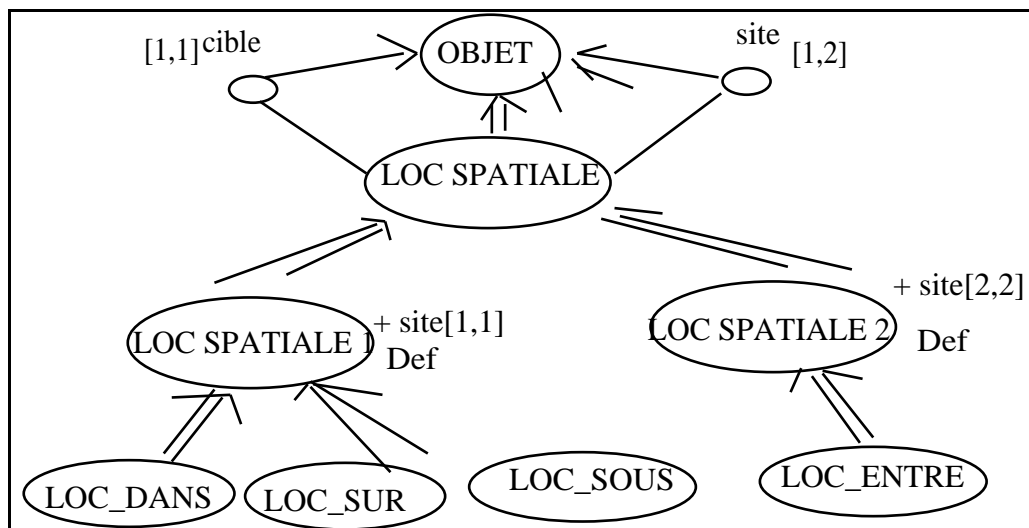 [1,1] cible
OBJET
site [1,2]
LOC SPATIALE
+ site[2,2]
Def
LOC SPATIALE 1
+ site[1,1]
Def
LOC SPATIALE 2
LOC_DANS
LOC_SUR
LOC_SOUS
LOC_ENTRE